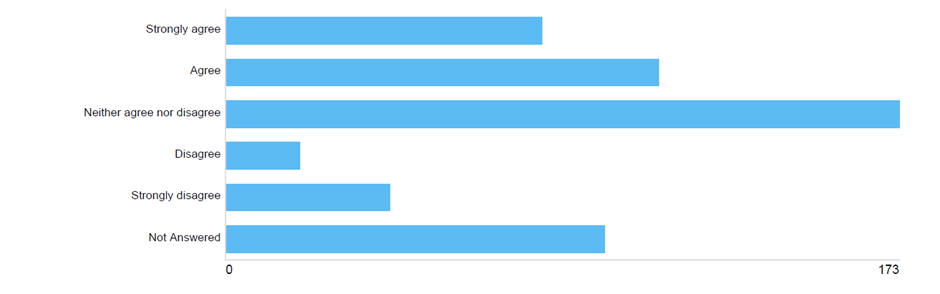 Strongly agree
Agree
Neither agree nor disagree
Disagree
Strongly disagree
Not Answered
0 173